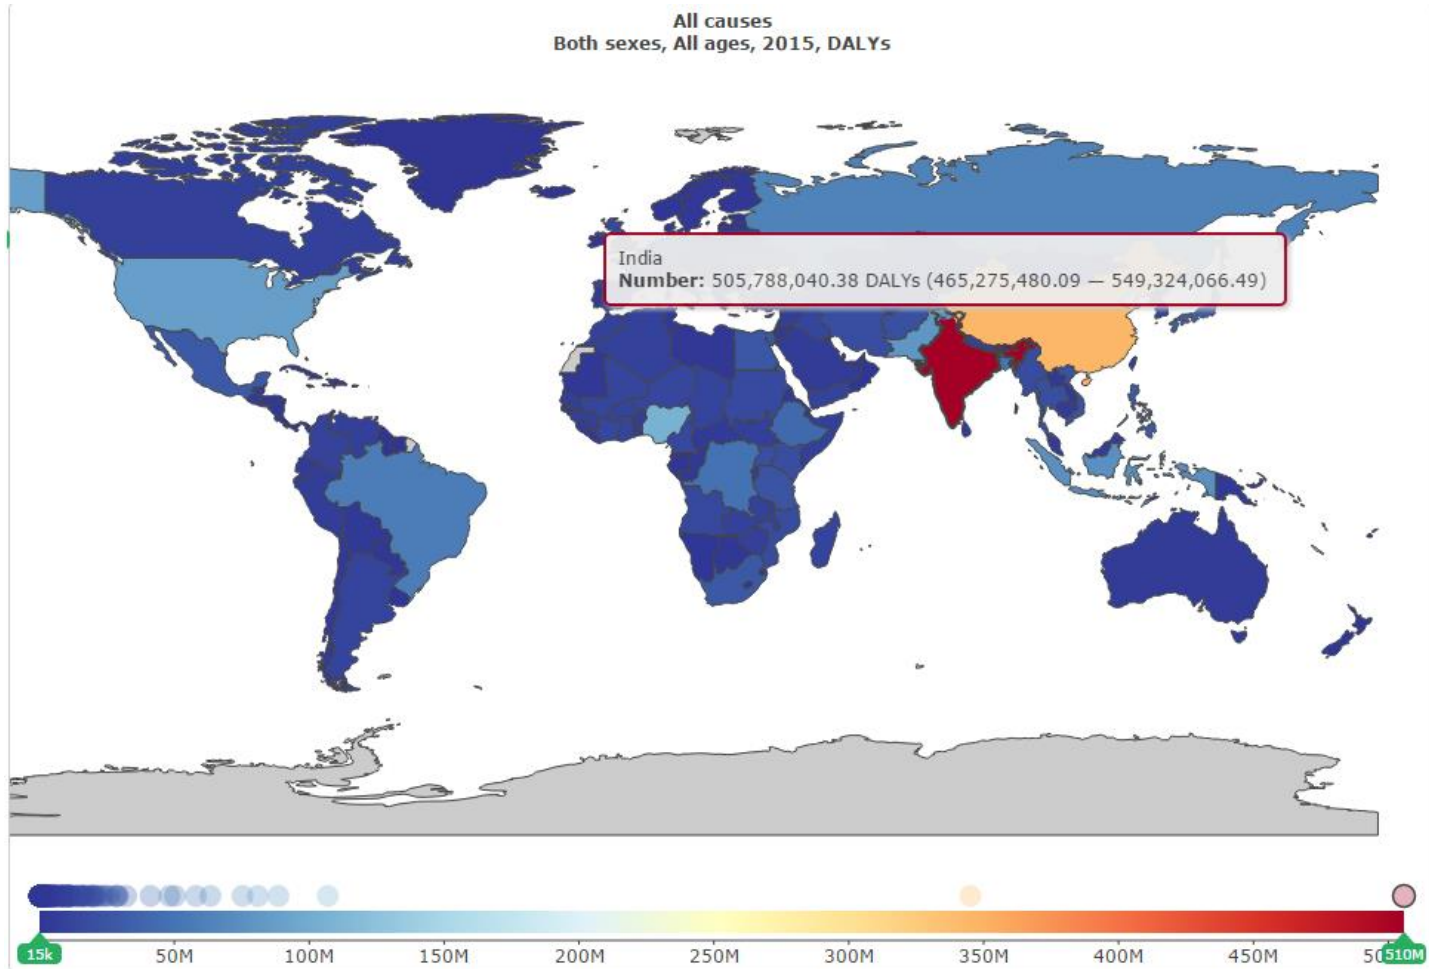 All causes
Both sexes, All ages, 2015, DALYs
India
Number: 505,788,040.38 DALYs (465,275,480.09 — 549,324,066.49)
15k 50M 100M 150M 200M 250M 300M 350M 400M 450M 50 510M